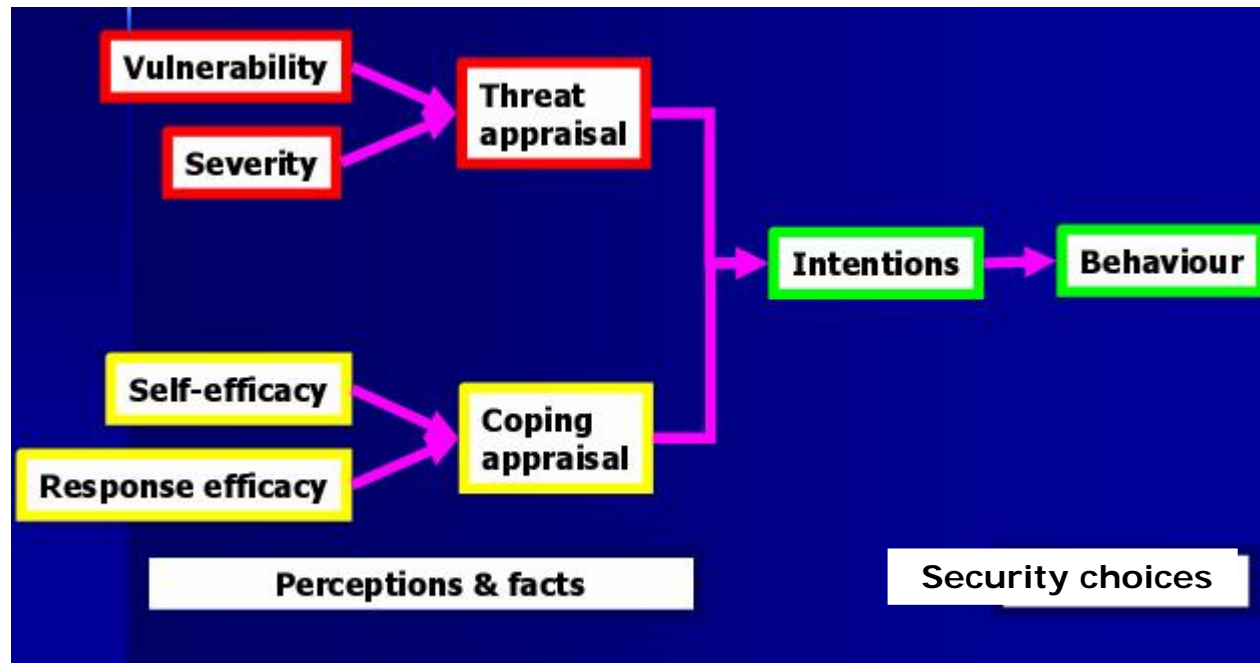 Vulnerability
Severity
Threat
appraisal
Intentions
Behaviour
Self-efficacy
Response efficacy
Coping
appraisal
Perceptions & facts
Security choices